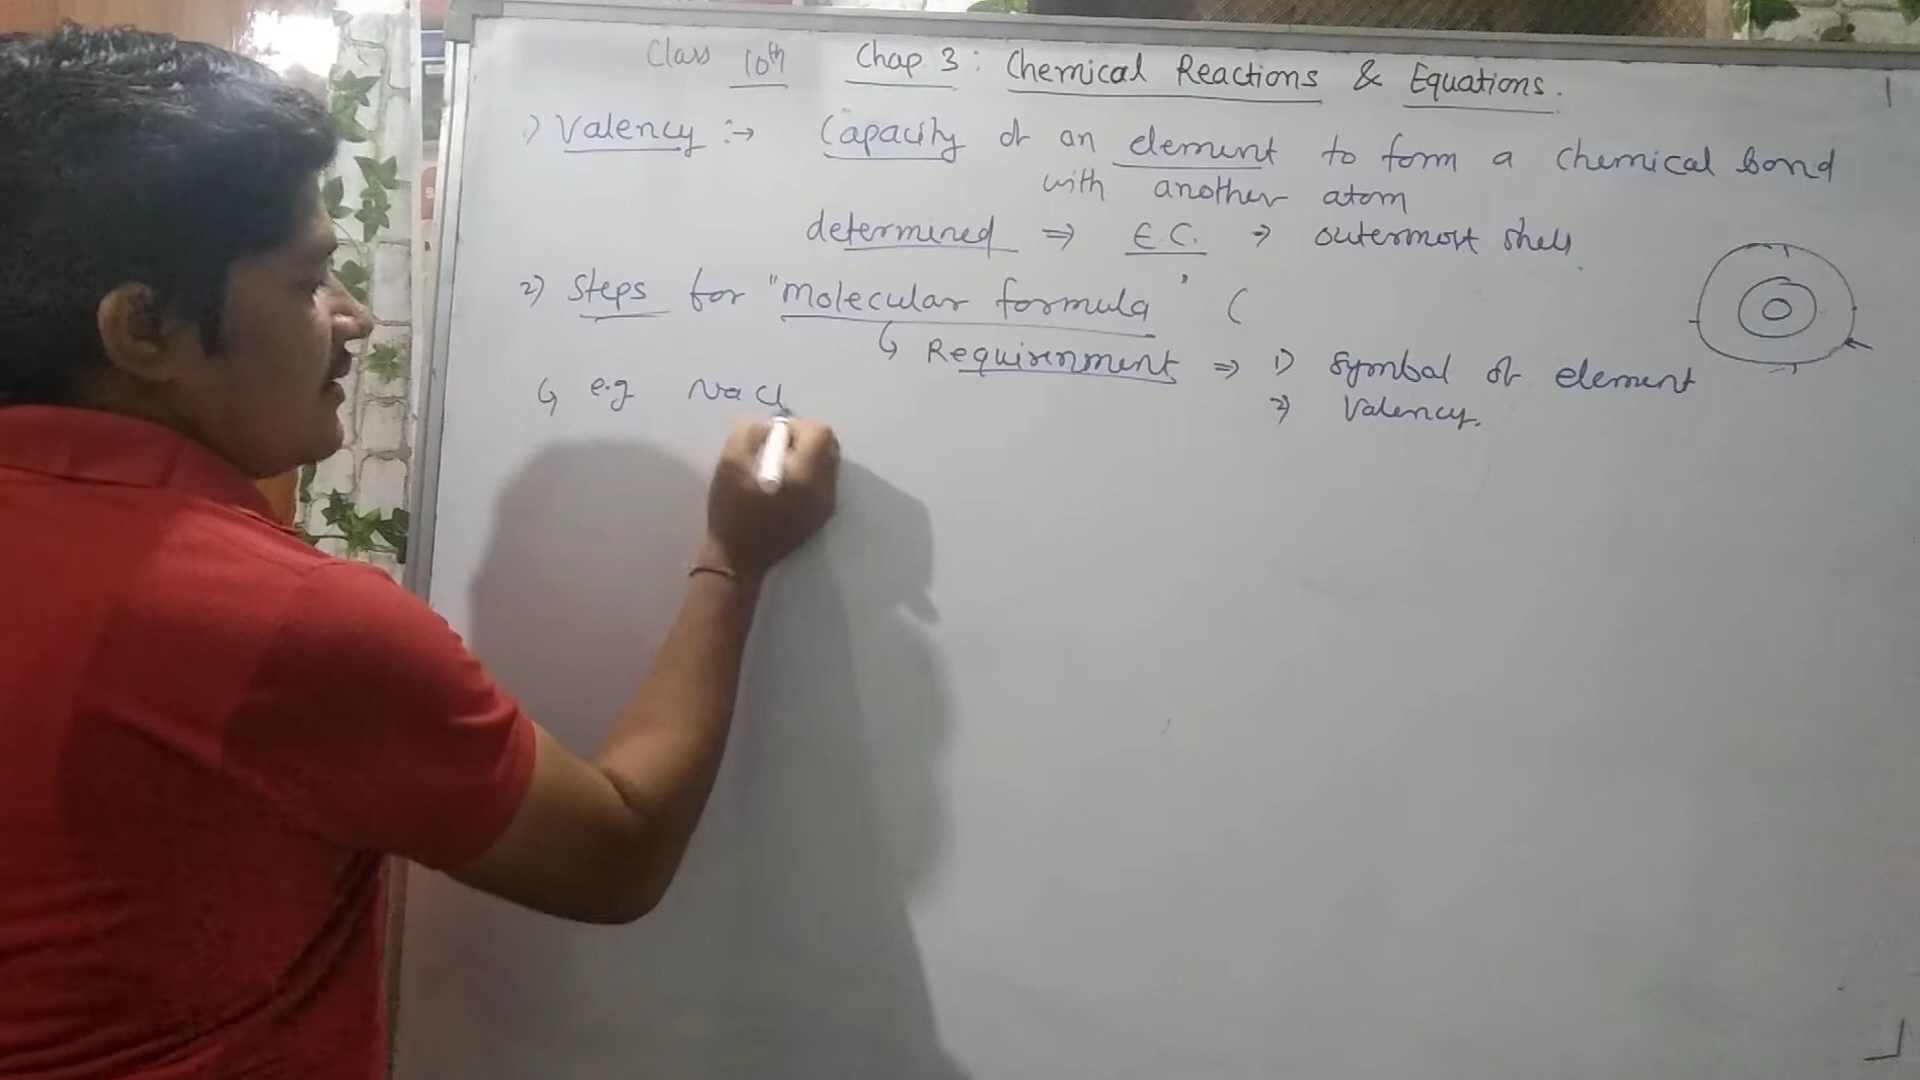 Class 10th Chap 3: Chemical Reactions & Equations.
1) Valency :→ Capacity of an element to form a chemical bond
with another atom
determined ⇒ E.C. → outermost shell.
2) Steps for "molecular formula" (
↳ Requirenment ⇒ 1) symbol of element
2) Valency.
↳ e.g NaCl